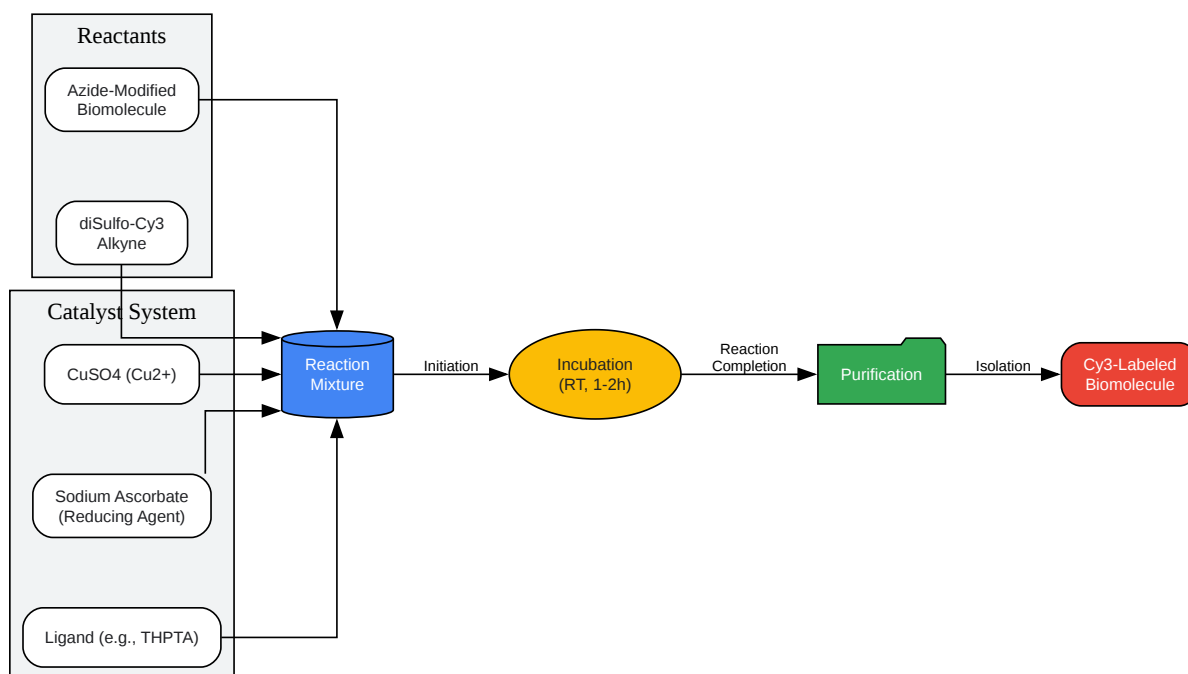 Reactants
Azide-Modified
Biomolecule
diSulfo-Cy3
Alkyne
Catalyst System
CuSO4 (Cu2+)
Sodium Ascorbate
(Reducing Agent)
Ligand (e.g., THPTA)
Reaction
Mixture
Initiation
Incubation
(RT, 1-2h)
Reaction
Completion
Purification
Isolation
Cy3-Labeled
Biomolecule